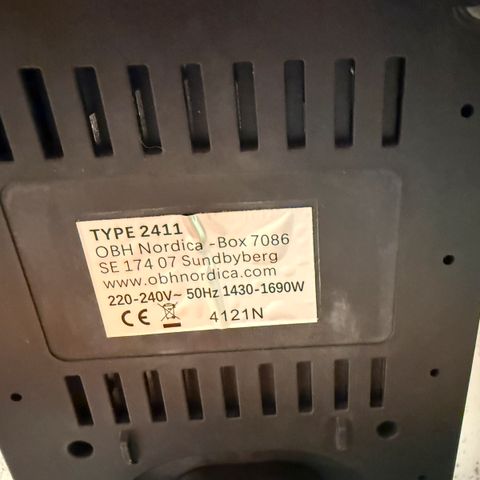 TYPE 2411
OBH Nordica - Box 7086
SE 174 07 Sundbyberg
www.obhnordica.com
220-240V~ 50Hz 1430-1690W
CE 4121N